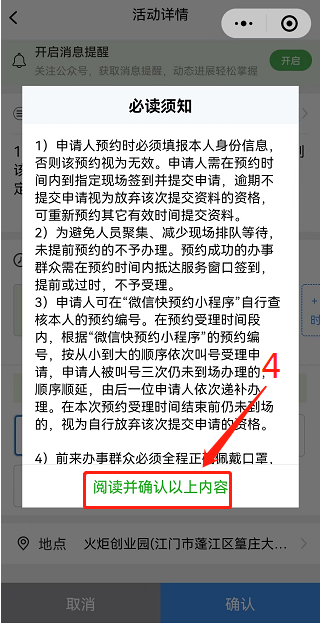 活动详情
开启消息提醒
关注公众号，获取消息提醒，动态进展轻松掌握
开启
必读须知
1）申请人预约时必须填报本人身份信息，
否则该预约视为无效。申请人需在预约时
间内到指定现场签到并提交申请，逾期不
提交申请视为放弃该次提交资料的资格，
可重新预约其它有效时间提交资料。
2）为避免人员聚集、减少现场排队等待，
未提前预约的不予办理。预约成功的办事
群众需在预约时间内抵达服务窗口签到，
提前或过时，不予受理。
3）申请人可在“微信快预约小程序”自行查
核本人的预约编号。在预约受理时间段
内，根据“微信快预约小程序”的预约编
号，按从小到大的顺序依次叫号受理申
请，申请人被叫号三次仍未到场办理的，
顺序顺延，由后一位申请人依次递补办
理。在本次预约受理时间结束前仍未到场
的，视为自行放弃该次提交申请的资格。
4）前来办事群众必须全程正确佩戴口罩，
4
阅读并确认以上内容
地点
火炬创业园(江门市蓬江区篁庄大...
取消
确认